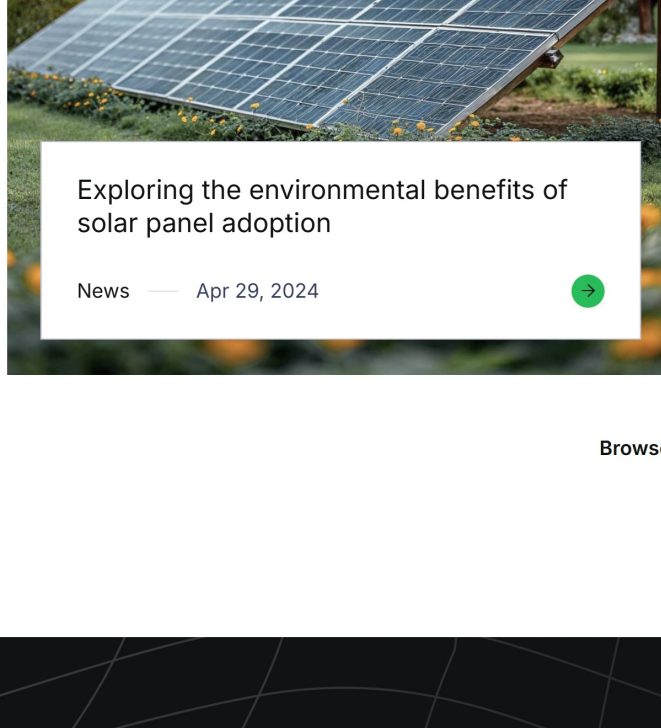 Exploring the environmental benefits of
solar panel adoption
News
Apr 29, 2024